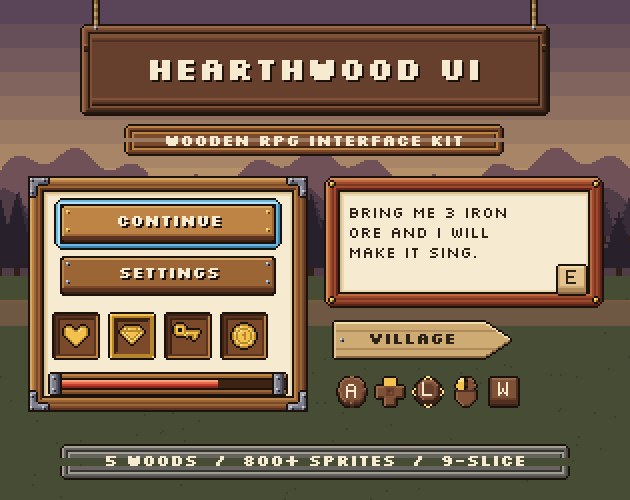 HEARTHWOOD UI
WOODEN RPG INTERFACE KIT
CONTINUE
SETTINGS
1
BRING ME 3 IRON
ORE AND I WILL
MAKE IT SING.
E
VILLAGE
A L W
5 WOODS / 800+ SPRITES / 9-SLICE